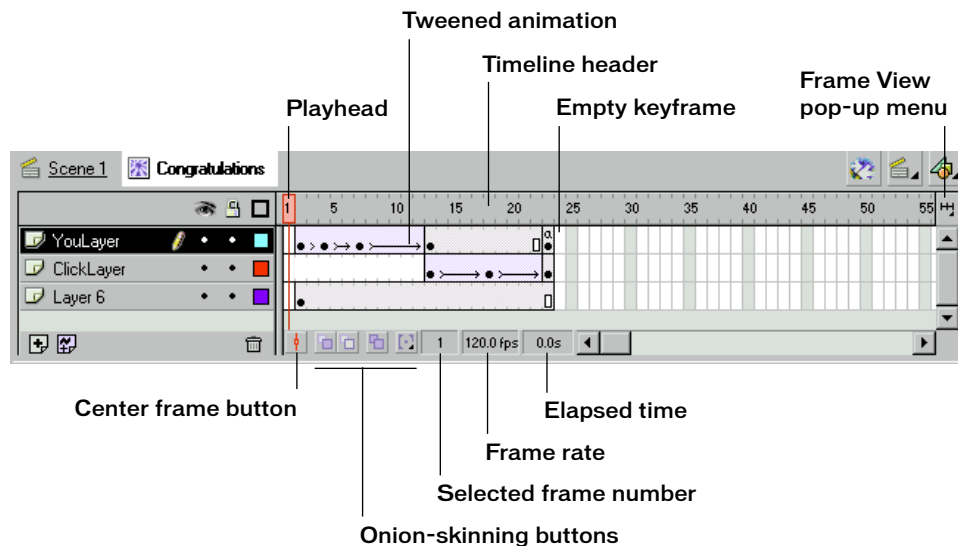 Tweened animation
Timeline header
Frame View
pop-up menu
Playhead
Empty keyframe
Scene 1
Congratulations
1 5 10 15 20 25 30 35 40 45 50 55
YouLayer
a
ClickLayer
Layer 6
1 120.0 fps 0.0s
Center frame button
Elapsed time
Frame rate
Selected frame number
Onion-skinning buttons